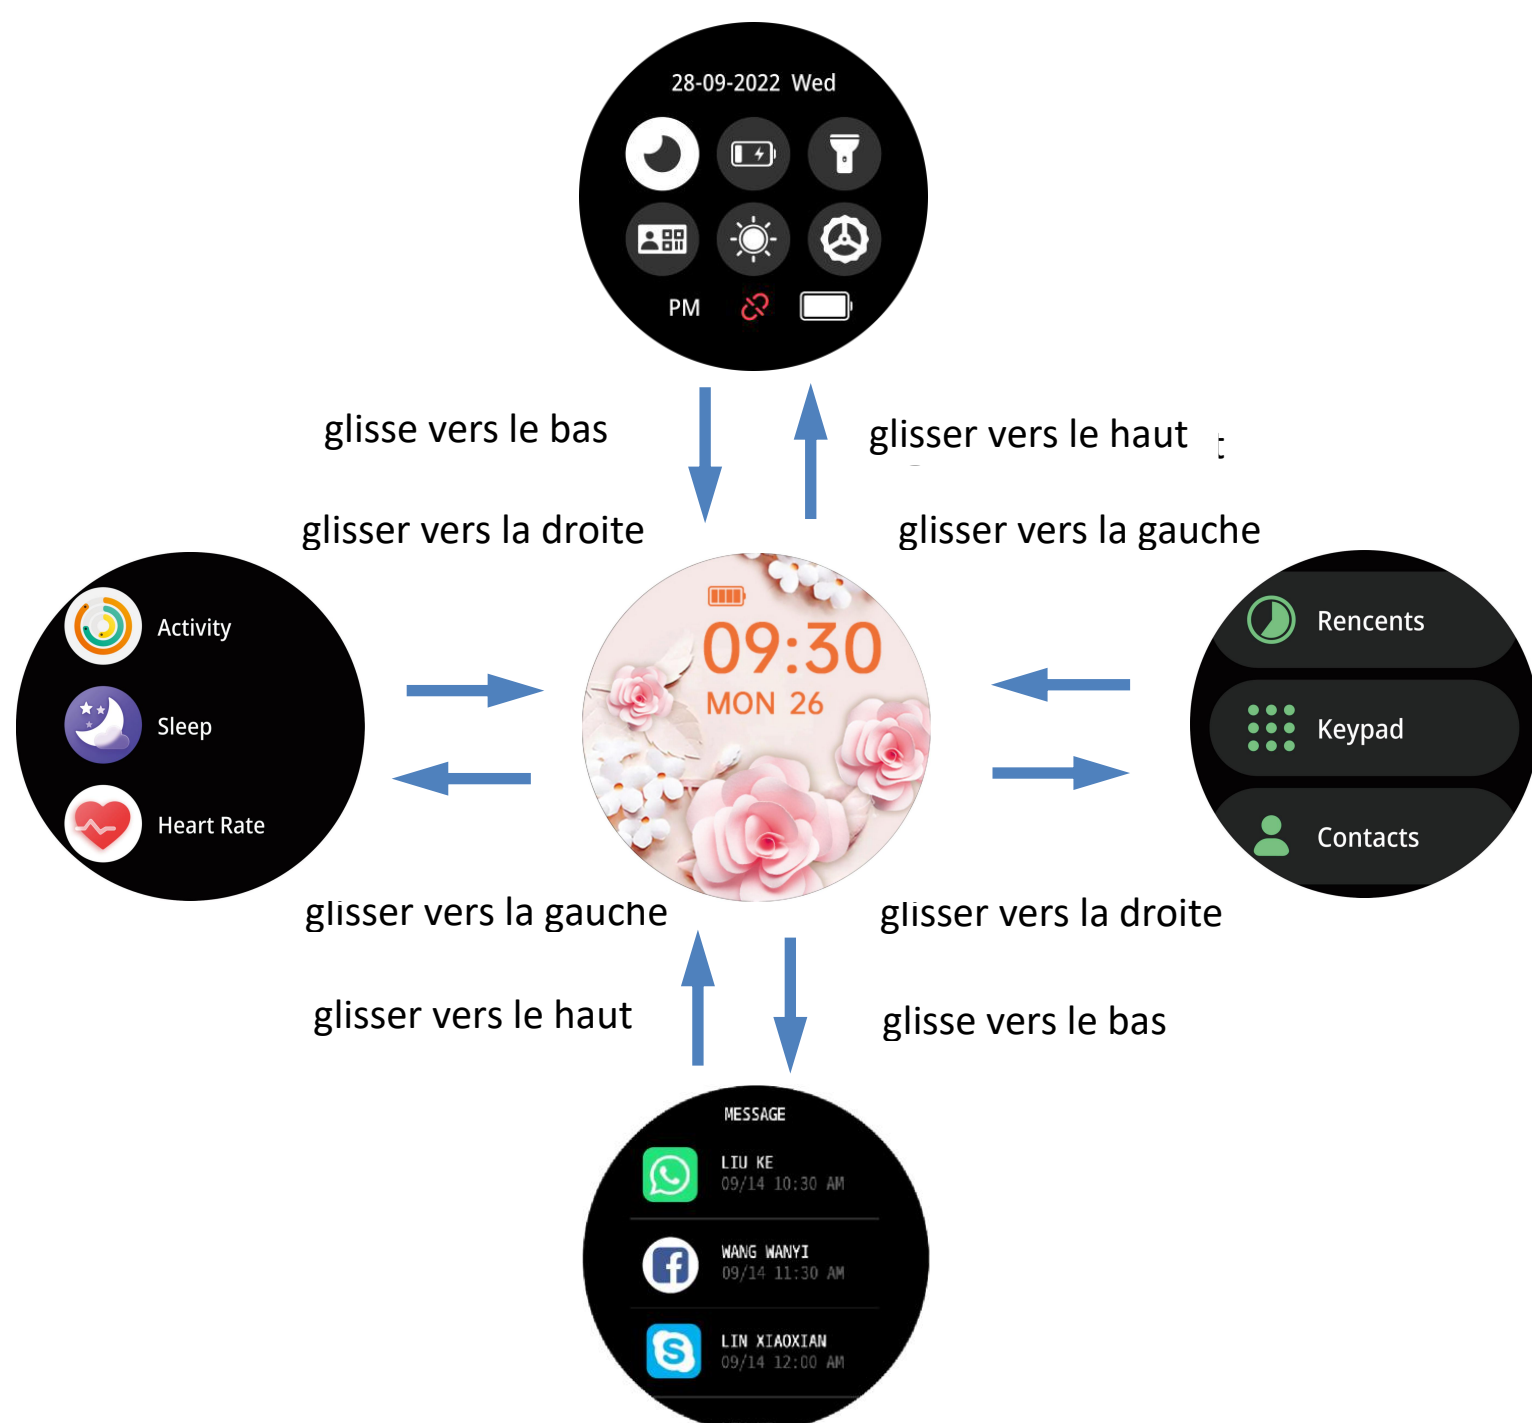 28-09-2022 Wed
PM
glisse vers le bas
glisser vers le haut
t
glisser vers la droite
glisser vers la gauche
Activity
Sleep
Heart Rate
09:30
MON 26
Rencents
Keypad
Contacts
glisser vers la gauche
glisser vers la droite
glisser vers le haut
glisse vers le bas
MESSAGE
LIU KE
09/14 10:30 AM
WANG WANYI
09/14 11:30 AM
LIN XIAOXIAN
09/14 12:00 AM